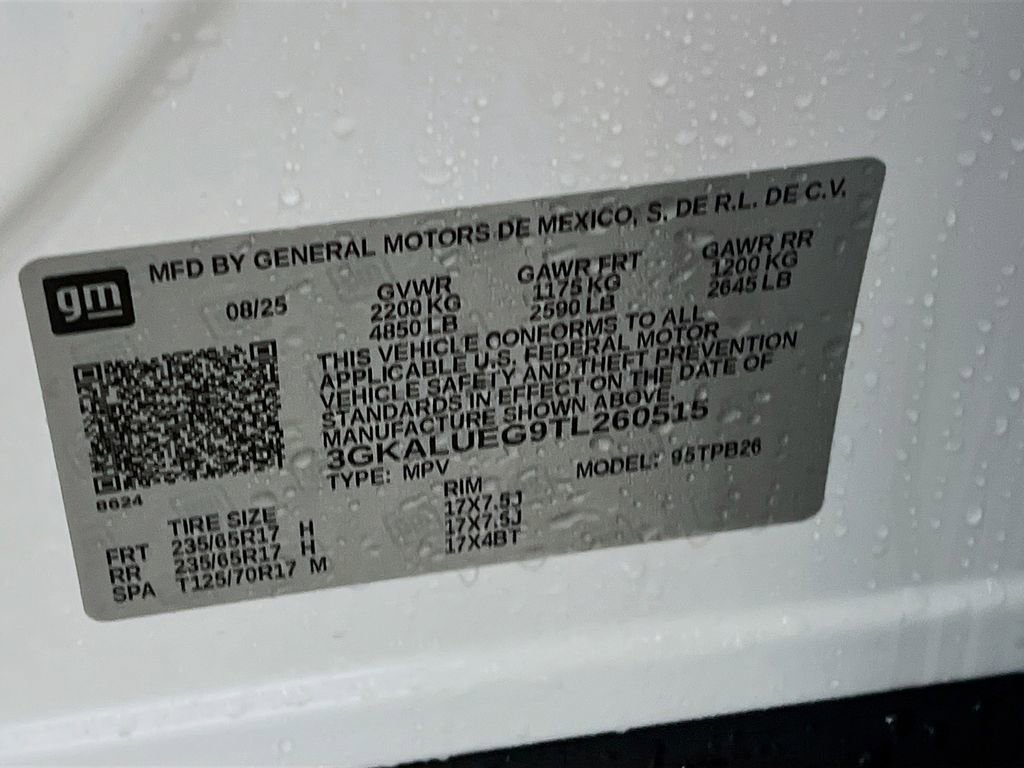 gm
MFD BY GENERAL MOTORS DE MEXICO, S. DE R.L. DE C.V.
08/25 GVWR GAWR FRT GAWR RR
2200 KG 1175 KG 1200 KG
4850 LB 2590 LB 2645 LB
THIS VEHICLE CONFORMS TO ALL
APPLICABLE U.S. FEDERAL MOTOR
VEHICLE SAFETY AND THEFT PREVENTION
STANDARDS IN EFFECT ON THE DATE OF
MANUFACTURE SHOWN ABOVE.
3GKALUEG9TL260515
TYPE: MPV MODEL: 95TPB26
8624
TIRE SIZE RIM
FRT 235/65R17 H 17X7.5J
RR 235/65R17 H 17X7.5J
SPA T125/70R17 M 17X4BT